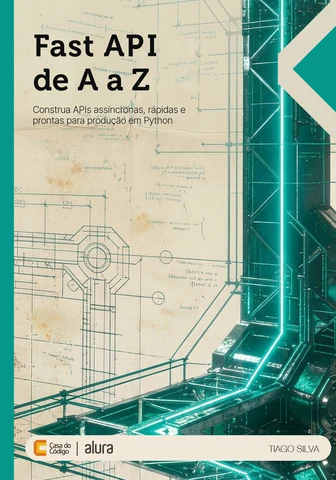 Fast API
de A a Z
Construa APIs assíncronas, rápidas e
prontas para produção em Python
Casa do
Código
alura
TIAGO SILVA